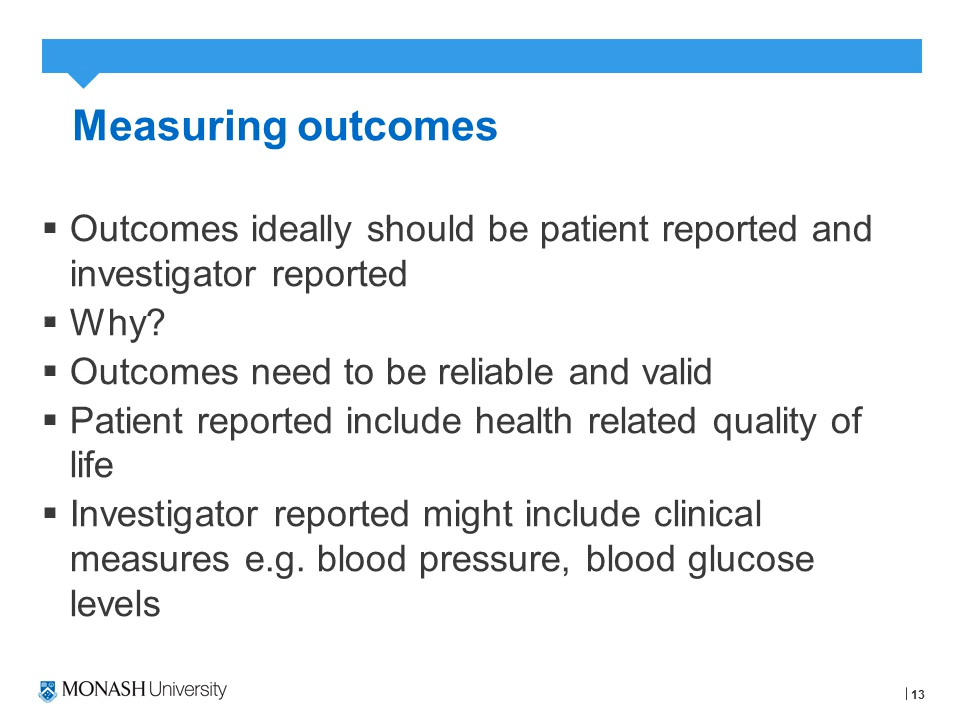 Measuring outcomes
▪ Outcomes ideally should be patient reported and
investigator reported
▪ Why?
▪ Outcomes need to be reliable and valid
▪ Patient reported include health related quality of
life
▪ Investigator reported might include clinical
measures e.g. blood pressure, blood glucose
levels
MONASH University
| 13